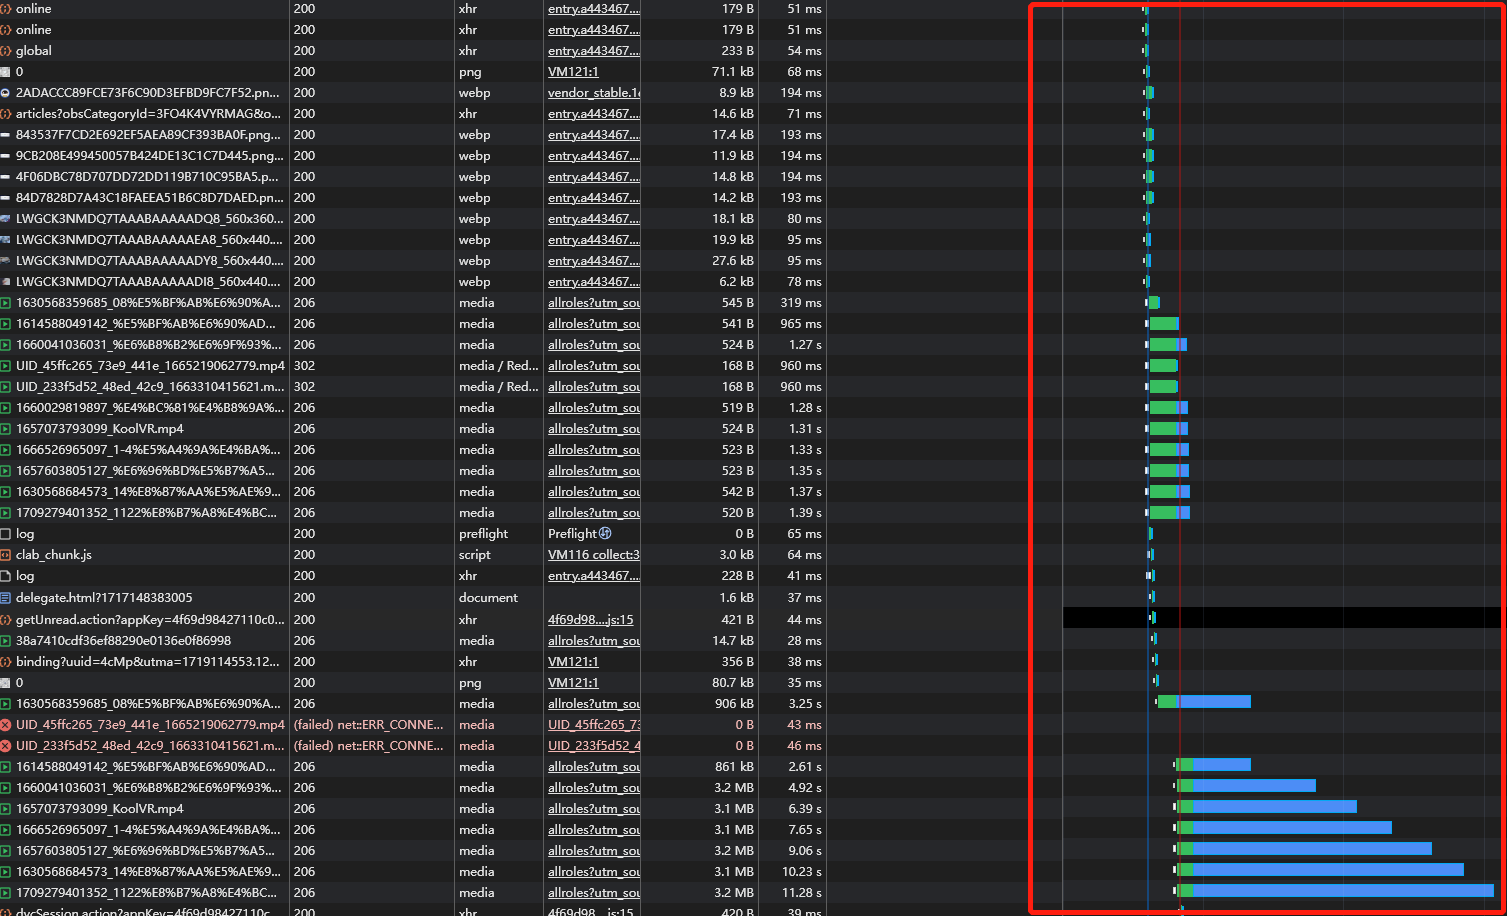 online 200 xhr entry.a443467.... 179 B 51 ms
online 200 xhr entry.a443467.... 179 B 51 ms
global 200 xhr entry.a443467.... 233 B 54 ms
0 200 png VM121:1 71.1 kB 68 ms
2ADACCC89FCE73F6C90D3EFBD9FC7F52.pn... 200 webp vendor_stable.1 8.9 kB 194 ms
articles?obsCategoryId=3FO4K4VYRMAG&o... 200 xhr entry.a443467.... 14.6 kB 71 ms
843537F7CD2E692EF5AEA89CF393BA0F.png... 200 webp entry.a443467.... 17.4 kB 193 ms
9CB208E499450057B424DE13C1C7D445.png... 200 webp entry.a443467.... 11.9 kB 194 ms
4F06DBC78D707DD72DD119B710C95BA5.p... 200 webp entry.a443467.... 14.8 kB 194 ms
84D7828D7A43C18FAEEA51B6C8D7DAED.pn... 200 webp entry.a443467.... 14.2 kB 193 ms
LWGCK3NMDQ7TAAABAAAAADQ8_560x360... 200 webp entry.a443467.... 18.1 kB 80 ms
LWGCK3NMDQ7TAAABAAAAAEA8_560x440.... 200 webp entry.a443467.... 19.9 kB 95 ms
LWGCK3NMDQ7TAAABAAAAADY8_560x440.... 200 webp entry.a443467.... 27.6 kB 95 ms
LWGCK3NMDQ7TAAABAAAAADI8_560x440.... 200 webp entry.a443467.... 6.2 kB 78 ms
1630568359685_08%E5%BF%AB%E6%90%A... 206 media allroles?utm_sou 545 B 319 ms
1614588049142_%E5%BF%AB%E6%90%AD... 206 media allroles?utm_sou 541 B 965 ms
1660041036031_%E6%B8%B2%E6%9F%93%... 206 media allroles?utm_sou 524 B 1.27 s
UID_45ffc265_73e9_441e_1665219062779.mp4 302 media / Red... allroles?utm_sou 168 B 960 ms
UID_233f5d52_48ed_42c9_1663310415621.m... 302 media / Red... allroles?utm_sou 168 B 960 ms
1660029819897_%E4%BC%81%E4%B8%9A%... 206 media allroles?utm_sou 519 B 1.28 s
1657073793099_KoolVR.mp4 206 media allroles?utm_sou 524 B 1.31 s
1666526965097_1-4%E5%A4%9A%E4%BA%... 206 media allroles?utm_sou 523 B 1.33 s
1657603805127_%E6%96%BD%E5%B7%A5... 206 media allroles?utm_sou 523 B 1.35 s
1630568684573_14%E8%87%AA%E5%AE%9... 206 media allroles?utm_sou 542 B 1.37 s
1709279401352_1122%E8%B7%A8%E4%BC... 206 media allroles?utm_sou 520 B 1.39 s
log 200 preflight Preflight 0 B 65 ms
clab_chunk.js 200 script VM116 collect:3 3.0 kB 64 ms
log 200 xhr entry.a443467.... 228 B 41 ms
delegate.html?1717148383005 200 document 1.6 kB 37 ms
getUnread.action?appKey=4f69d98427110c0... 200 xhr 4f69d98....js:15 421 B 44 ms
38a7410cdf36ef88290e0136e0f86998 200 media allroles?utm_sou 14.7 kB 28 ms
binding?uuid=4cMp&utma=1719114553.12... 200 xhr VM121:1 356 B 38 ms
0 200 png VM121:1 80.7 kB 35 ms
1630568359685_08%E5%BF%AB%E6%90%A... 206 media allroles?utm_sou 906 kB 3.25 s
UID_45ffc265_73e9_441e_1665219062779.mp4 (failed) net::ERR_CONNE... media UID_45ffc265_73 0 B 43 ms
UID_233f5d52_48ed_42c9_1663310415621.m... (failed) net::ERR_CONNE... media UID_233f5d52_4 0 B 46 ms
1614588049142_%E5%BF%AB%E6%90%AD... 206 media allroles?utm_sou 861 kB 2.61 s
1660041036031_%E6%B8%B2%E6%9F%93%... 206 media allroles?utm_sou 3.2 MB 4.92 s
1657073793099_KoolVR.mp4 206 media allroles?utm_sou 3.1 MB 6.39 s
1666526965097_1-4%E5%A4%9A%E4%BA%... 206 media allroles?utm_sou 3.1 MB 7.65 s
1657603805127_%E6%96%BD%E5%B7%A5... 206 media allroles?utm_sou 3.2 MB 9.06 s
1630568684573_14%E8%87%AA%E5%AE%9... 206 media allroles?utm_sou 3.1 MB 10.23 s
1709279401352_1122%E8%B7%A8%E4%BC... 206 media allroles?utm_sou 3.2 MB 11.28 s
dycSession.action?appKey=4f69d98427110c... 200 xhr 4f69d98....js:15 420 B 39 ms